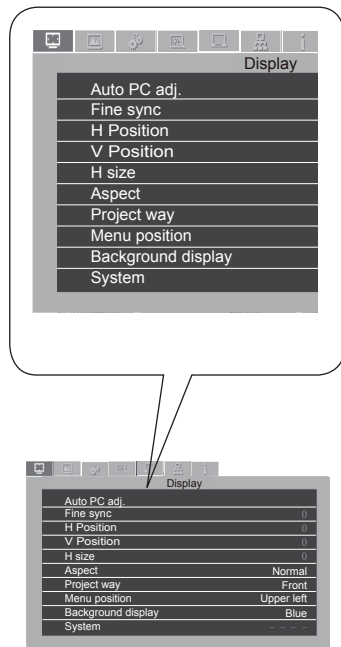 Display
Auto PC adj.
Fine sync
H Position
V Position
H size
Aspect
Project way
Menu position
Background display
System
Display
Auto PC adj.
Fine sync 0
H Position 0
V Position 0
H size 0
Aspect Normal
Project way Front
Menu position Upper left
Background display Blue
System – – – –